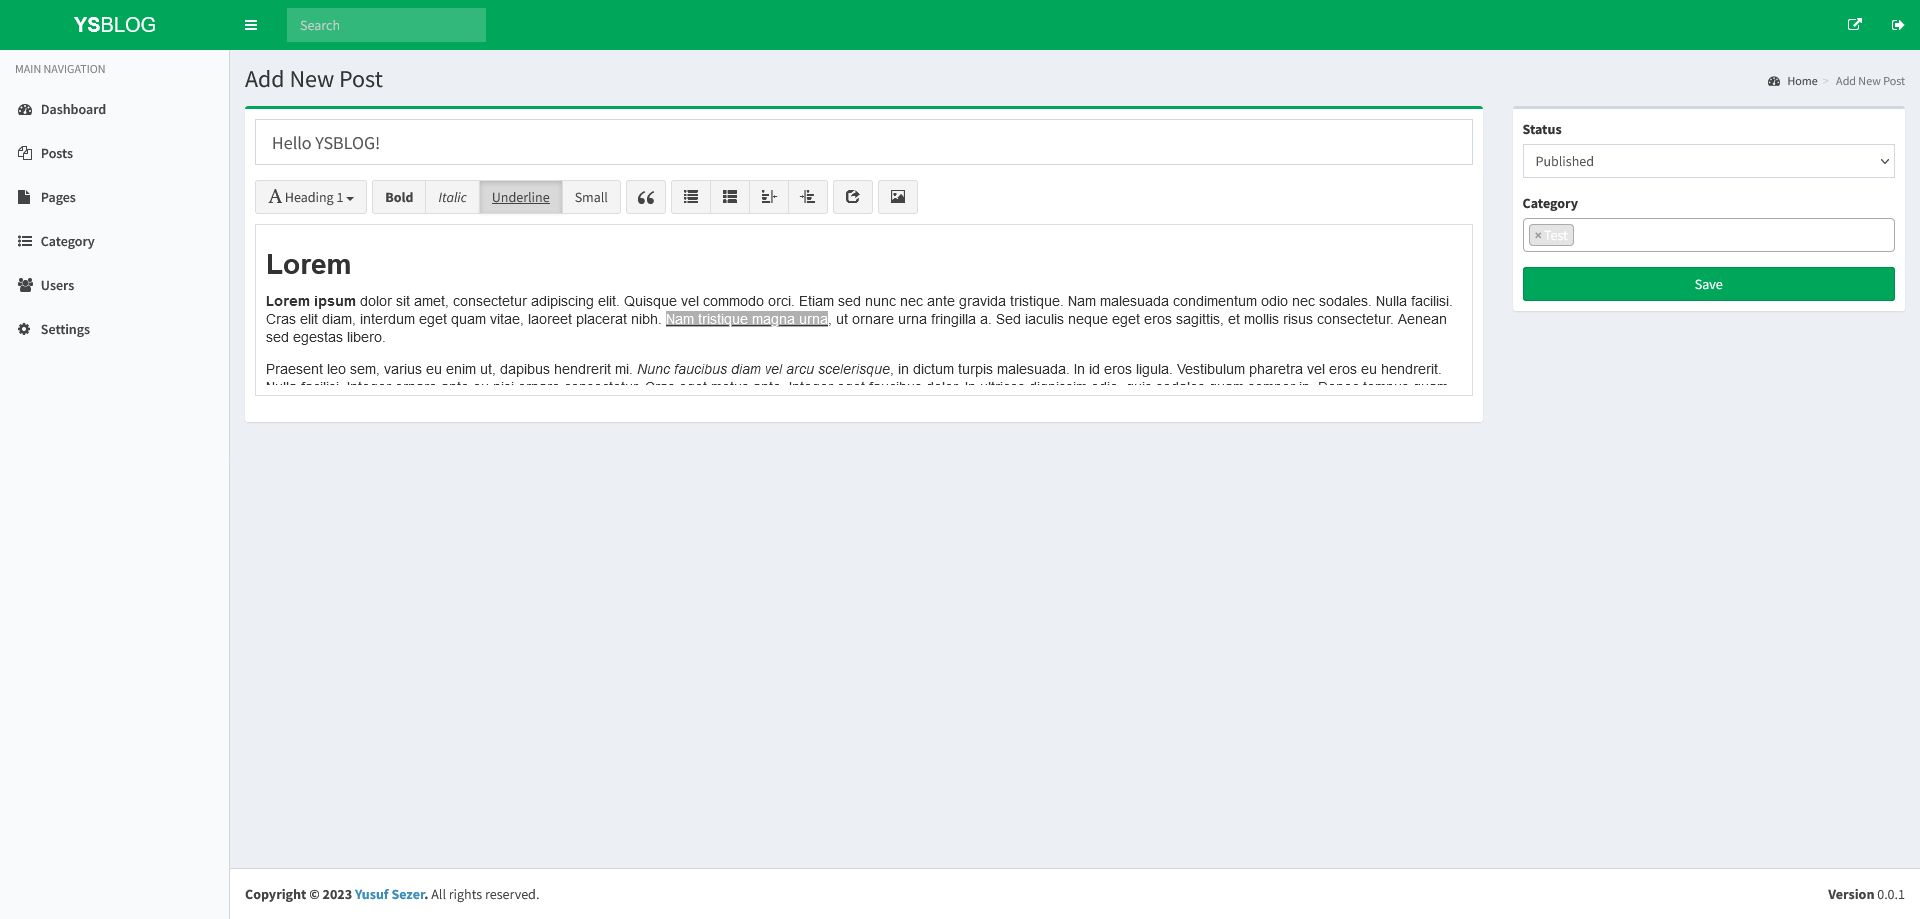 YSBLOG
Search
MAIN NAVIGATION
Dashboard
Posts
Pages
Category
Users
Settings
Add New Post
Home > Add New Post
Hello YSBLOG!
A Heading 1
Bold
Italic
Underline
Small
Lorem
Lorem ipsum dolor sit amet, consectetur adipiscing elit. Quisque vel commodo orci. Etiam sed nunc nec ante gravida tristique. Nam malesuada condimentum odio nec sodales. Nulla facilisi.
Cras elit diam, interdum eget quam vitae, laoreet placerat nibh. Nam tristique magna urna, ut ornare urna fringilla a. Sed iaculis neque eget eros sagittis, et mollis risus consectetur. Aenean
sed egestas libero.
Praesent leo sem, varius eu enim ut, dapibus hendrerit mi. Nunc faucibus diam vel arcu scelerisque, in dictum turpis malesuada. In id eros ligula. Vestibulum pharetra vel eros eu hendrerit.
Status
Published
Category
× Test
Save
Copyright © 2023 Yusuf Sezer. All rights reserved.
Version 0.0.1